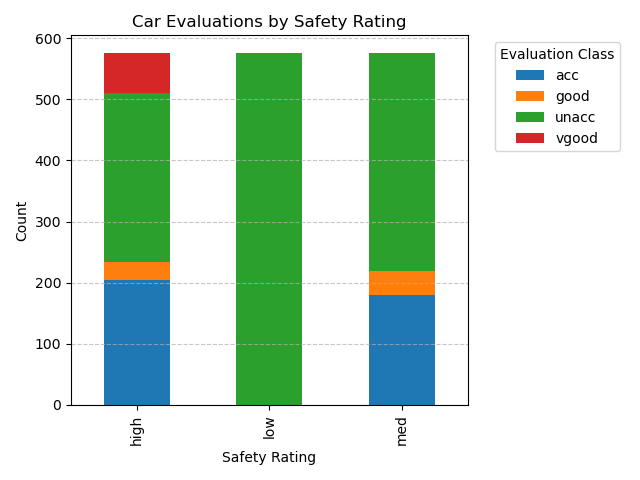 Car Evaluations by Safety Rating
600
500
400
300
200
100
0
Count
high
low
med
Safety Rating
Evaluation Class
acc
good
unacc
vgood